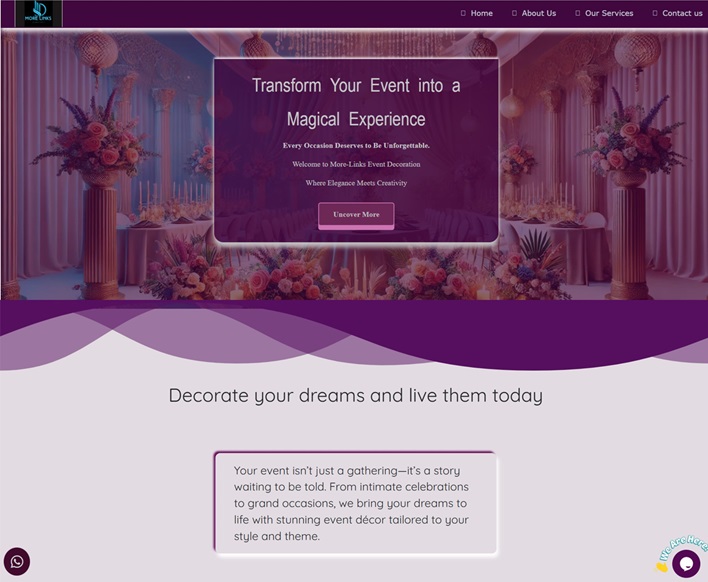 MORE LINKS
Home
About Us
Our Services
Contact us
Transform Your Event into a
Magical Experience
Every Occasion Deserves to Be Unforgettable.
Welcome to More-Links Event Decoration
Where Elegance Meets Creativity
Uncover More
Decorate your dreams and live them today
Your event isn't just a gathering—it's a story
waiting to be told. From intimate celebrations
to grand occasions, we bring your dreams to
life with stunning event décor tailored to your
style and theme.
We Are Here!